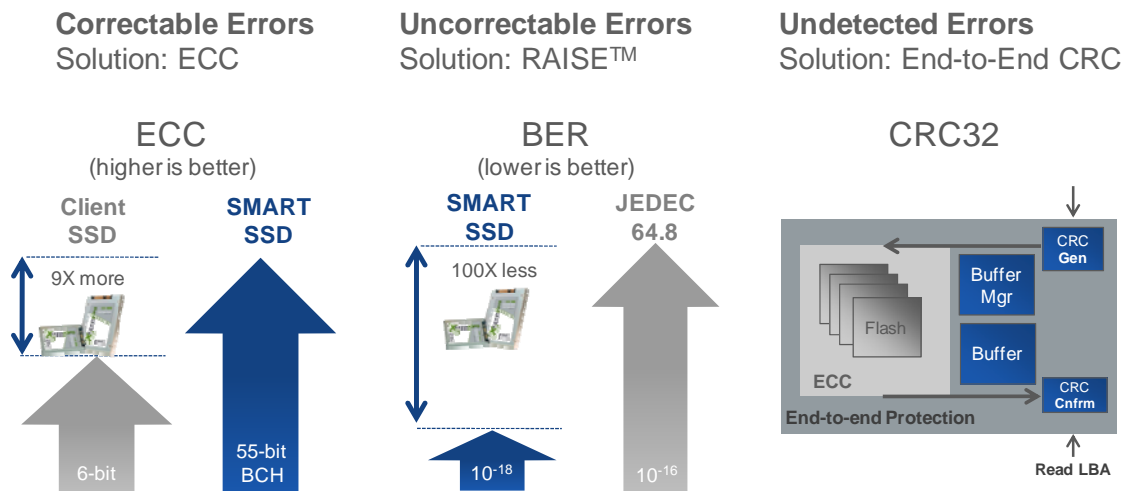 Correctable Errors
Solution: ECC
ECC
(higher is better)
Client
SSD
SMART
SSD
9X more
6-bit
55-bit
BCH
Uncorrectable Errors
Solution: RAISE™
BER
(lower is better)
SMART
SSD
JEDEC
64.8
100X less
10⁻¹⁸
10⁻¹⁶
Undetected Errors
Solution: End-to-End CRC
CRC32
CRC
Gen
Buffer
Mgr
Flash
Buffer
ECC
CRC
Cnfrm
End-to-end Protection
Read LBA